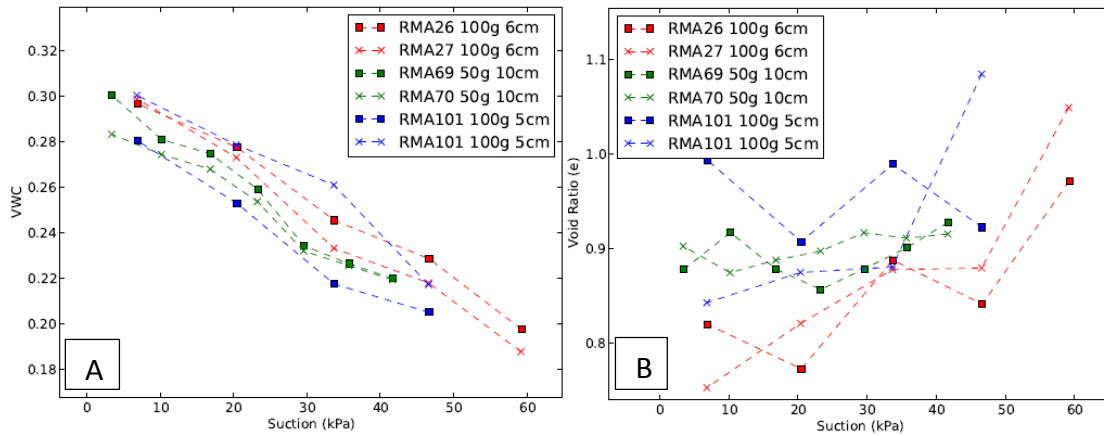 0.32
0.30
0.28
0.26
0.24
0.22
0.20
0.18
VWC
0
10
20
30
40
50
60
70
Suction (kPa)
RMA26 100g 6cm
RMA27 100g 6cm
RMA69 50g 10cm
RMA70 50g 10cm
RMA101 100g 5cm
RMA101 100g 5cm
A
1.1
1.0
0.9
0.8
Void Ratio (e)
0
10
20
30
40
50
60
70
Suction (kPa)
RMA26 100g 6cm
RMA27 100g 6cm
RMA69 50g 10cm
RMA70 50g 10cm
RMA101 100g 5cm
RMA101 100g 5cm
B